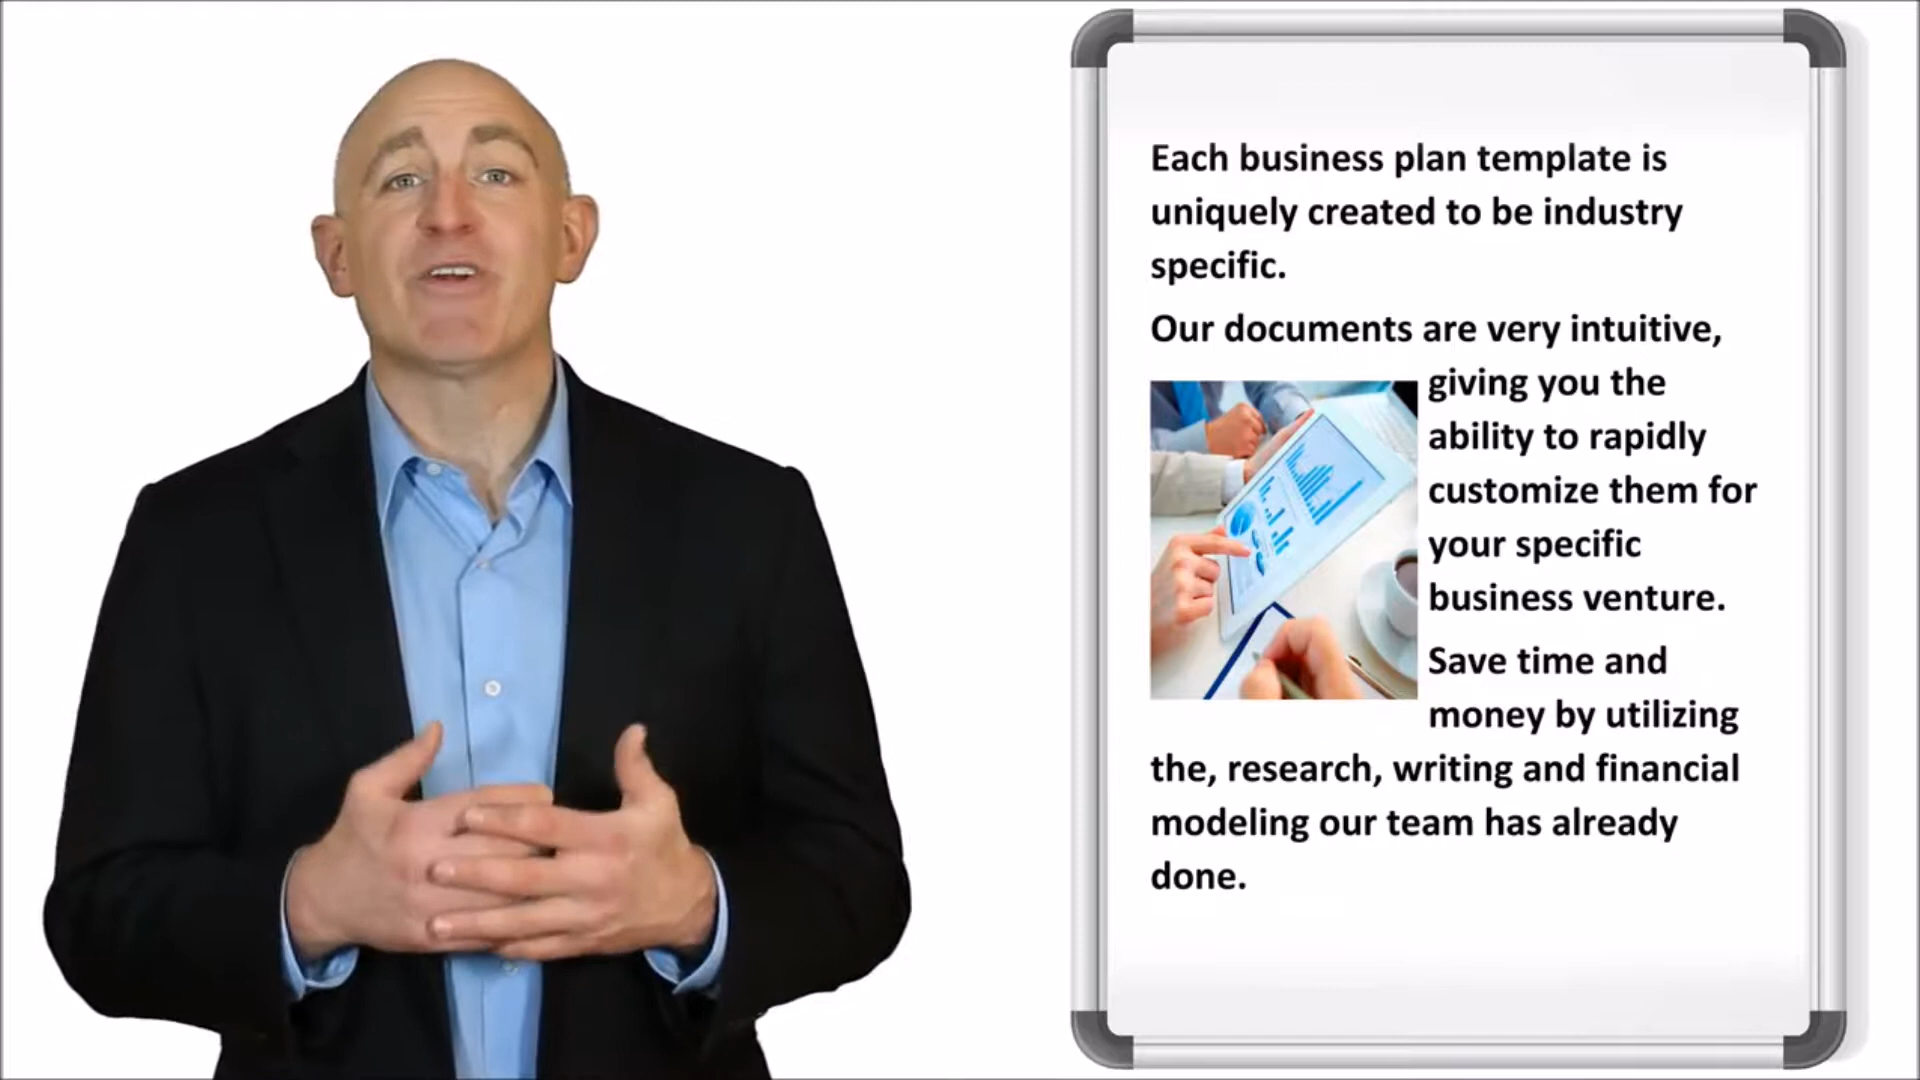 Each business plan template is
uniquely created to be industry
specific.
Our documents are very intuitive,
giving you the
ability to rapidly
customize them for
your specific
business venture.
Save time and
money by utilizing
the, research, writing and financial
modeling our team has already
done.